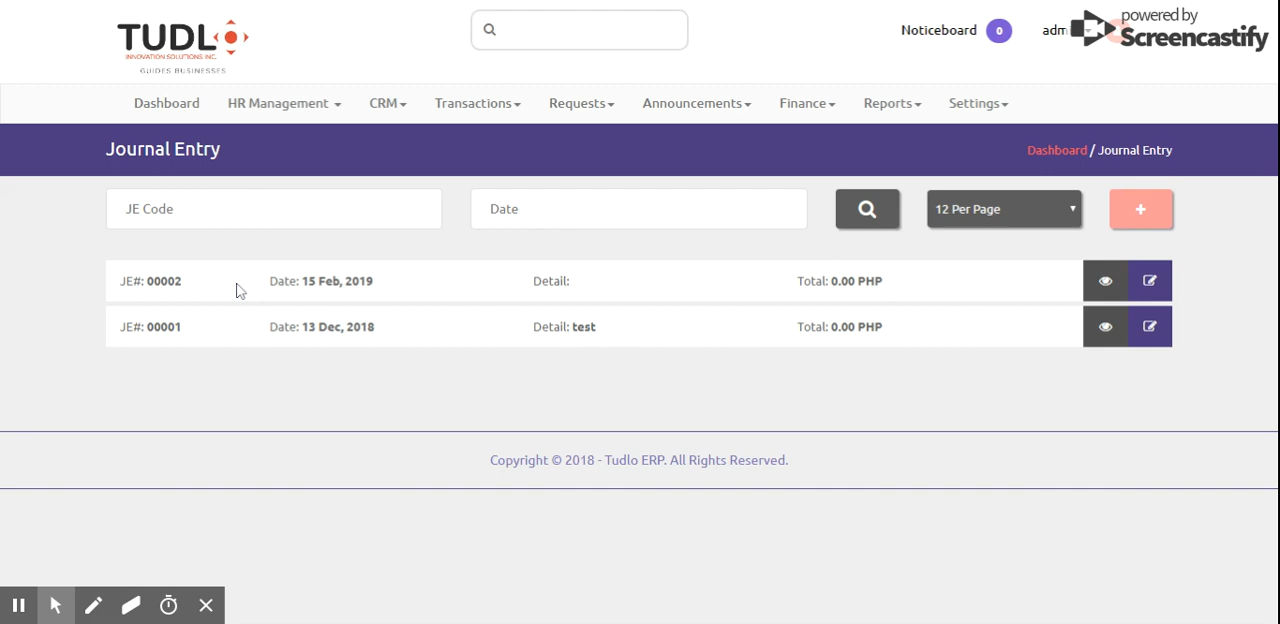 TUDLO
INNOVATION SOLUTIONS INC.
GUIDES BUSINESSES
Noticeboard 0 adm
powered by
Screencastify
Dashboard HR Management CRM Transactions Requests Announcements Finance Reports Settings
Journal Entry
Dashboard / Journal Entry
JE Code Date 12 Per Page +
JE#: 00002 Date: 15 Feb, 2019 Detail: Total: 0.00 PHP
JE#: 00001 Date: 13 Dec, 2018 Detail: test Total: 0.00 PHP
Copyright © 2018 - Tudlo ERP. All Rights Reserved.